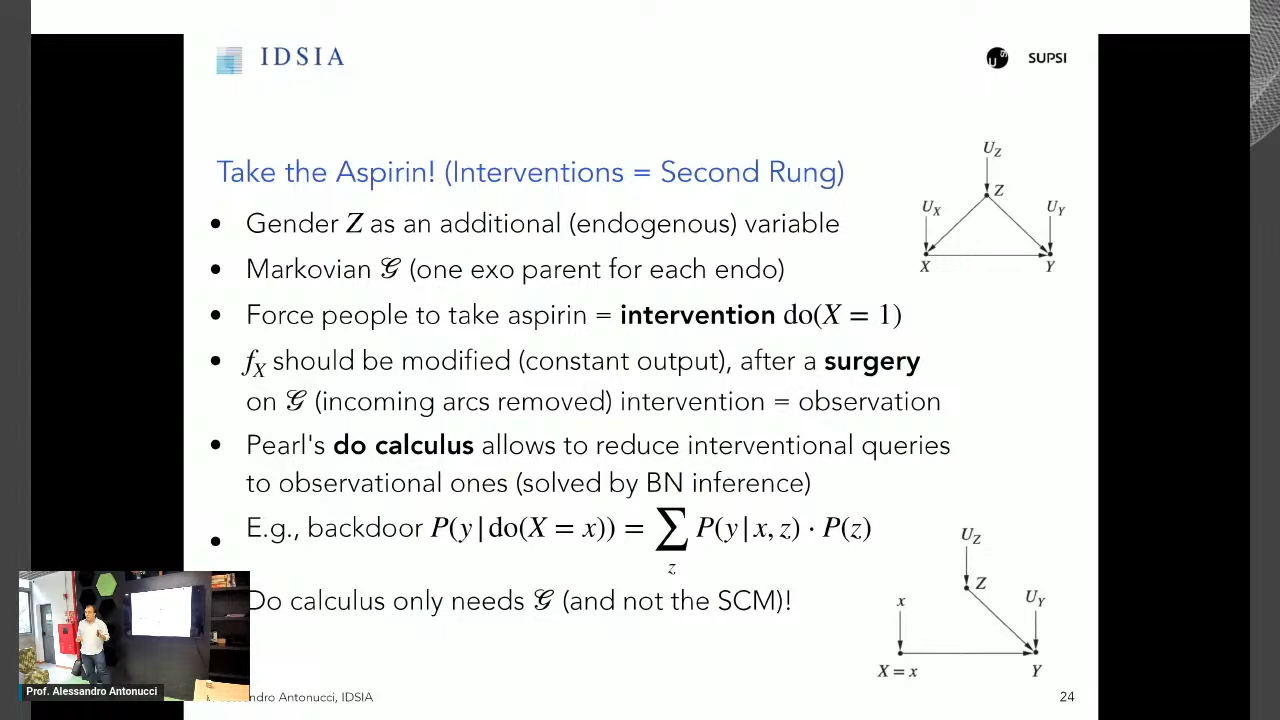 IDSIA
SUPSI
Take the Aspirin! (Interventions = Second Rung)
• Gender Z as an additional (endogenous) variable
• Markovian 𝒢 (one exo parent for each endo)
• Force people to take aspirin = intervention do(X = 1)
• f_X should be modified (constant output), after a surgery
on 𝒢 (incoming arcs removed) intervention = observation
• Pearl's do calculus allows to reduce interventional queries
to observational ones (solved by BN inference)
• E.g., backdoor P(y|do(X = x)) = ∑_z P(y|x, z) · P(z)
Do calculus only needs 𝒢 (and not the SCM)!
U_Z
Z
U_X
U_Y
X
Y
U_Z
Z
x
U_Y
X = x
Y
Prof. Alessandro Antonucci
ndro Antonucci, IDSIA
24